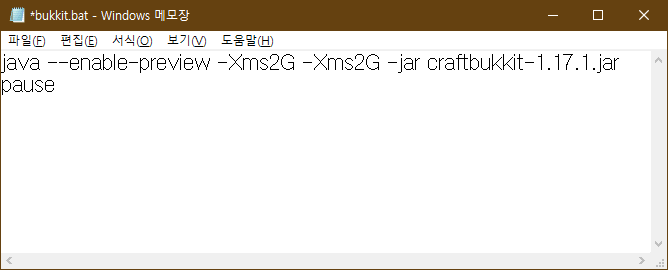 *bukkit.bat - Windows 메모장
파일(F) 편집(E) 서식(O) 보기(V) 도움말(H)
java --enable-preview -Xms2G -Xms2G -jar craftbukkit-1.17.1.jar
pause